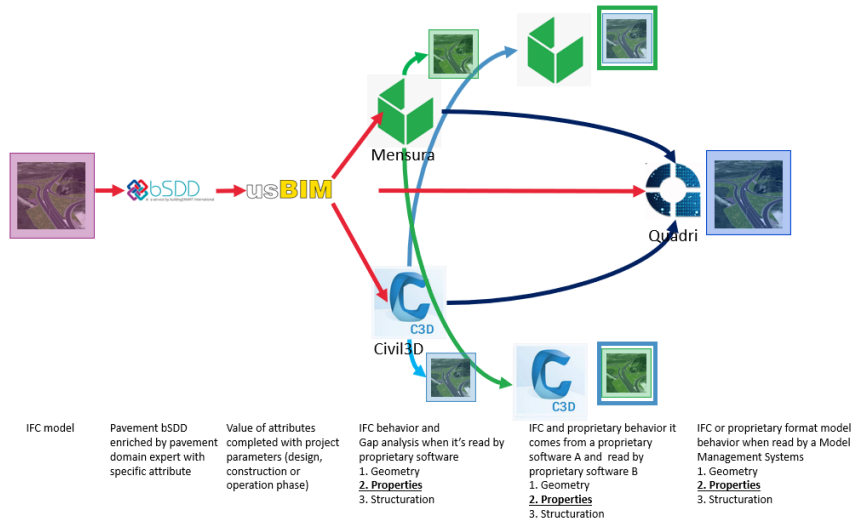 Mensura
bSDD
usBIM
Quadri
C3D
Civil3D
C3D
IFC model
Pavement bSDD
enriched by pavement
domain expert with
specific attribute
Value of attributes
completed with project
parameters (design,
construction or
operation phase)
IFC behavior and
Gap analysis when it's read by
proprietary software
1. Geometry
2. Properties
3. Structuration
IFC and proprietary behavior it
comes from a proprietary
software A and read by
proprietary software B
1. Geometry
2. Properties
3. Structuration
IFC or proprietary format model
behavior when read by a Model
Management Systems
1. Geometry
2. Properties
3. Structuration